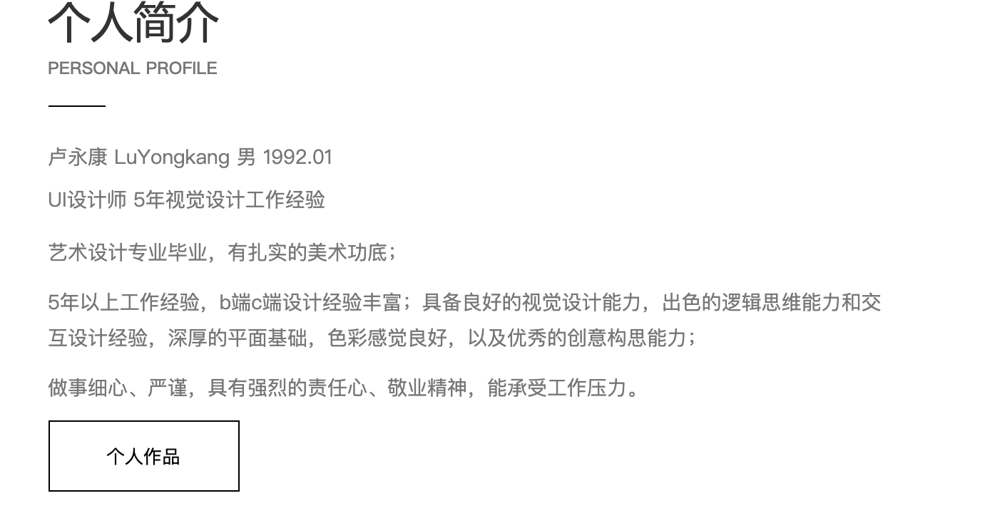 个人简介
PERSONAL PROFILE
卢永康 LuYongkang 男 1992.01
UI设计师 5年视觉设计工作经验
艺术设计专业毕业，有扎实的美术功底；
5年以上工作经验，b端c端设计经验丰富；具备良好的视觉设计能力，出色的逻辑思维能力和交
互设计经验，深厚的平面基础，色彩感觉良好，以及优秀的创意构思能力；
做事细心、严谨，具有强烈的责任心、敬业精神，能承受工作压力。
个人作品